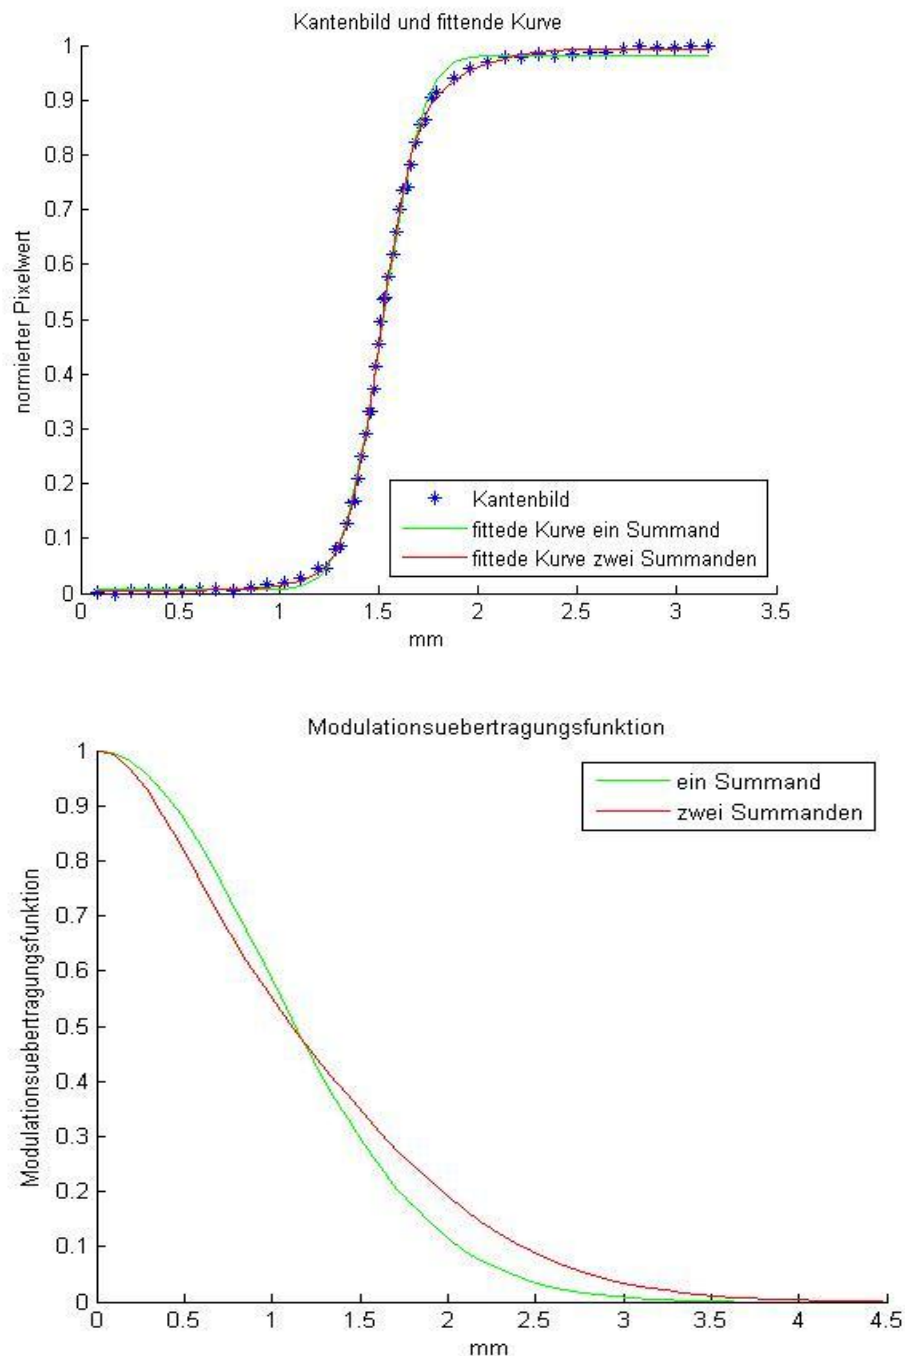 Kantenbild und fittende Kurve
1
0.9
0.8
0.7
0.6
0.5
0.4
0.3
0.2
0.1
0
normierter Pixelwert
Kantenbild
fittede Kurve ein Summand
fittede Kurve zwei Summanden
0 0.5 1 1.5 2 2.5 3 3.5
mm
Modulationsuebertragungsfunktion
1
0.9
0.8
0.7
0.6
0.5
0.4
0.3
0.2
0.1
0
Modulationsuebertragungsfunktion
ein Summand
zwei Summanden
0 0.5 1 1.5 2 2.5 3 3.5 4 4.5
mm